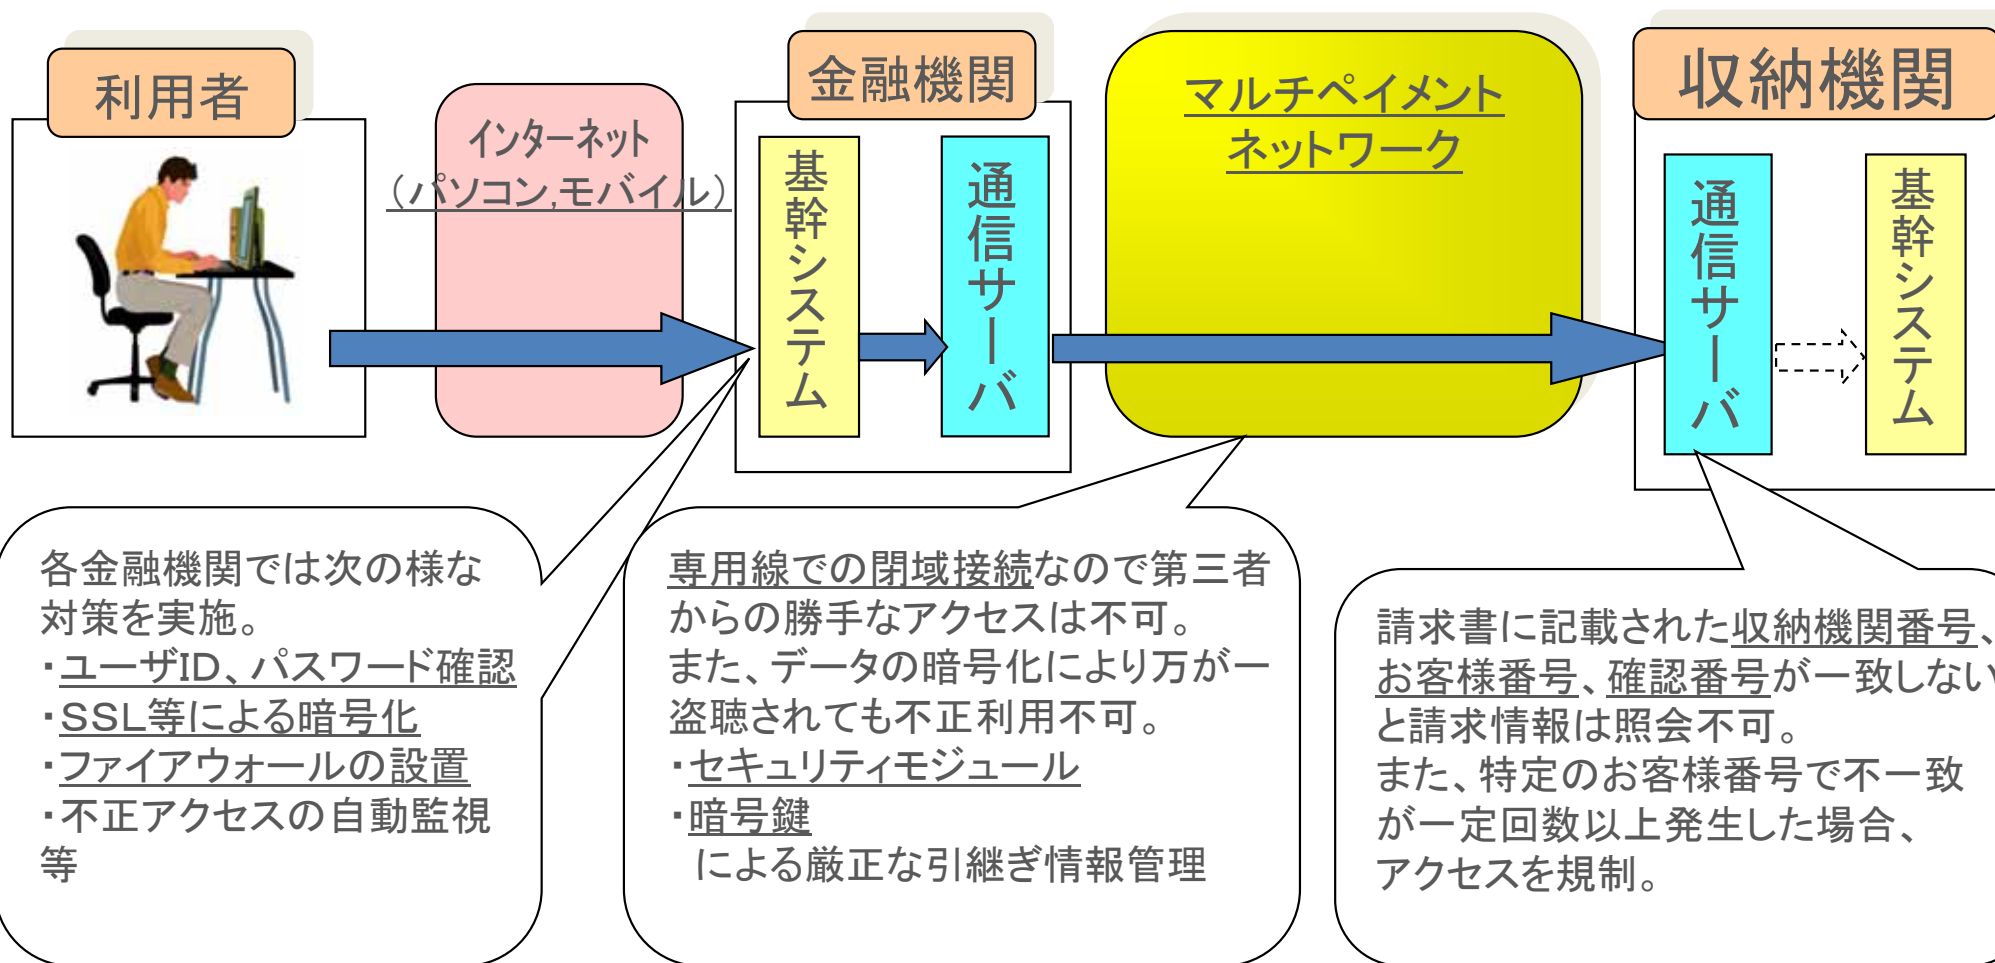 利用者
インターネット
（パソコン,モバイル）
金融機関
基幹システム
通信サーバ
マルチペイメント
ネットワーク
収納機関
通信サーバ
基幹システム
各金融機関では次の様な
対策を実施。
・ユーザID、パスワード確認
・ＳＳＬ等による暗号化
・ファイアウォールの設置
・不正アクセスの自動監視
等
専用線での閉域接続なので第三者
からの勝手なアクセスは不可。
また、データの暗号化により万が一
盗聴されても不正利用不可。
・セキュリティモジュール
・暗号鍵
による厳正な引継ぎ情報管理
請求書に記載された収納機関番号、
お客様番号、確認番号が一致しない
と請求情報は照会不可。
また、特定のお客様番号で不一致
が一定回数以上発生した場合、
アクセスを規制。